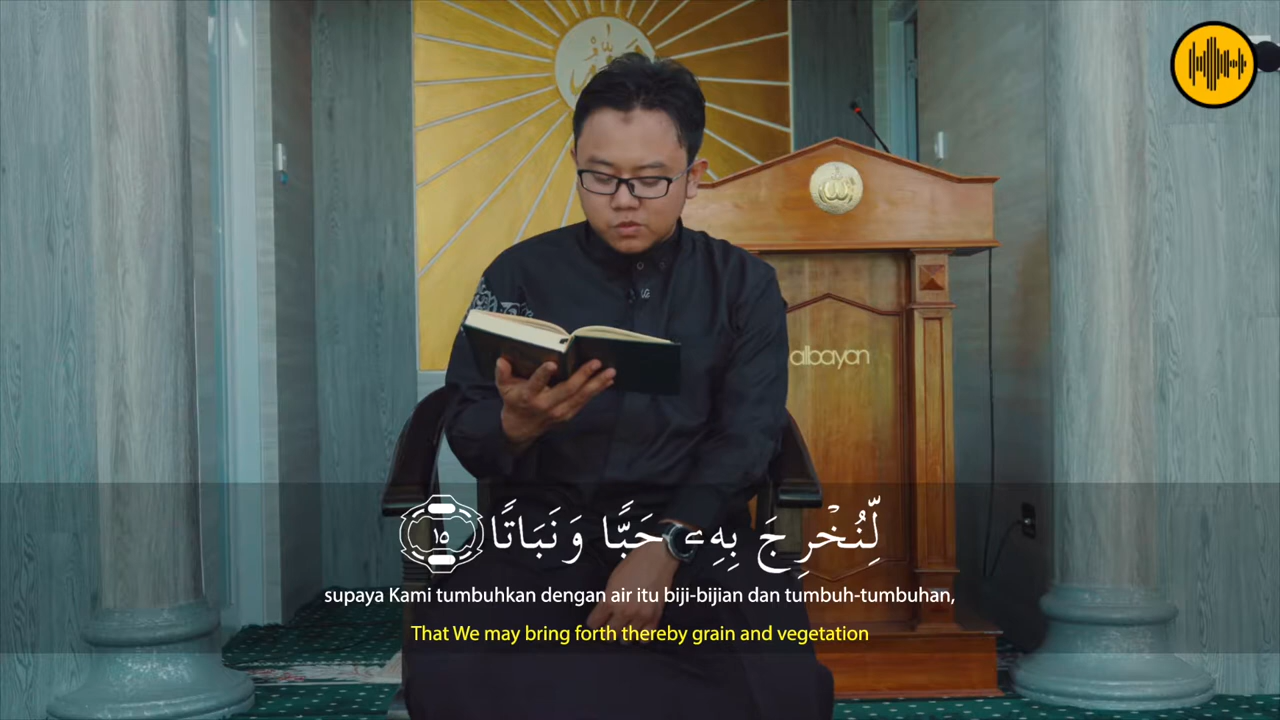 الله
albayan
لِّنُخْرِجَ بِهِۦ حَبًّا وَنَبَاتًا ١٥
supaya Kami tumbuhkan dengan air itu biji-bijian dan tumbuh-tumbuhan,
That We may bring forth thereby grain and vegetation